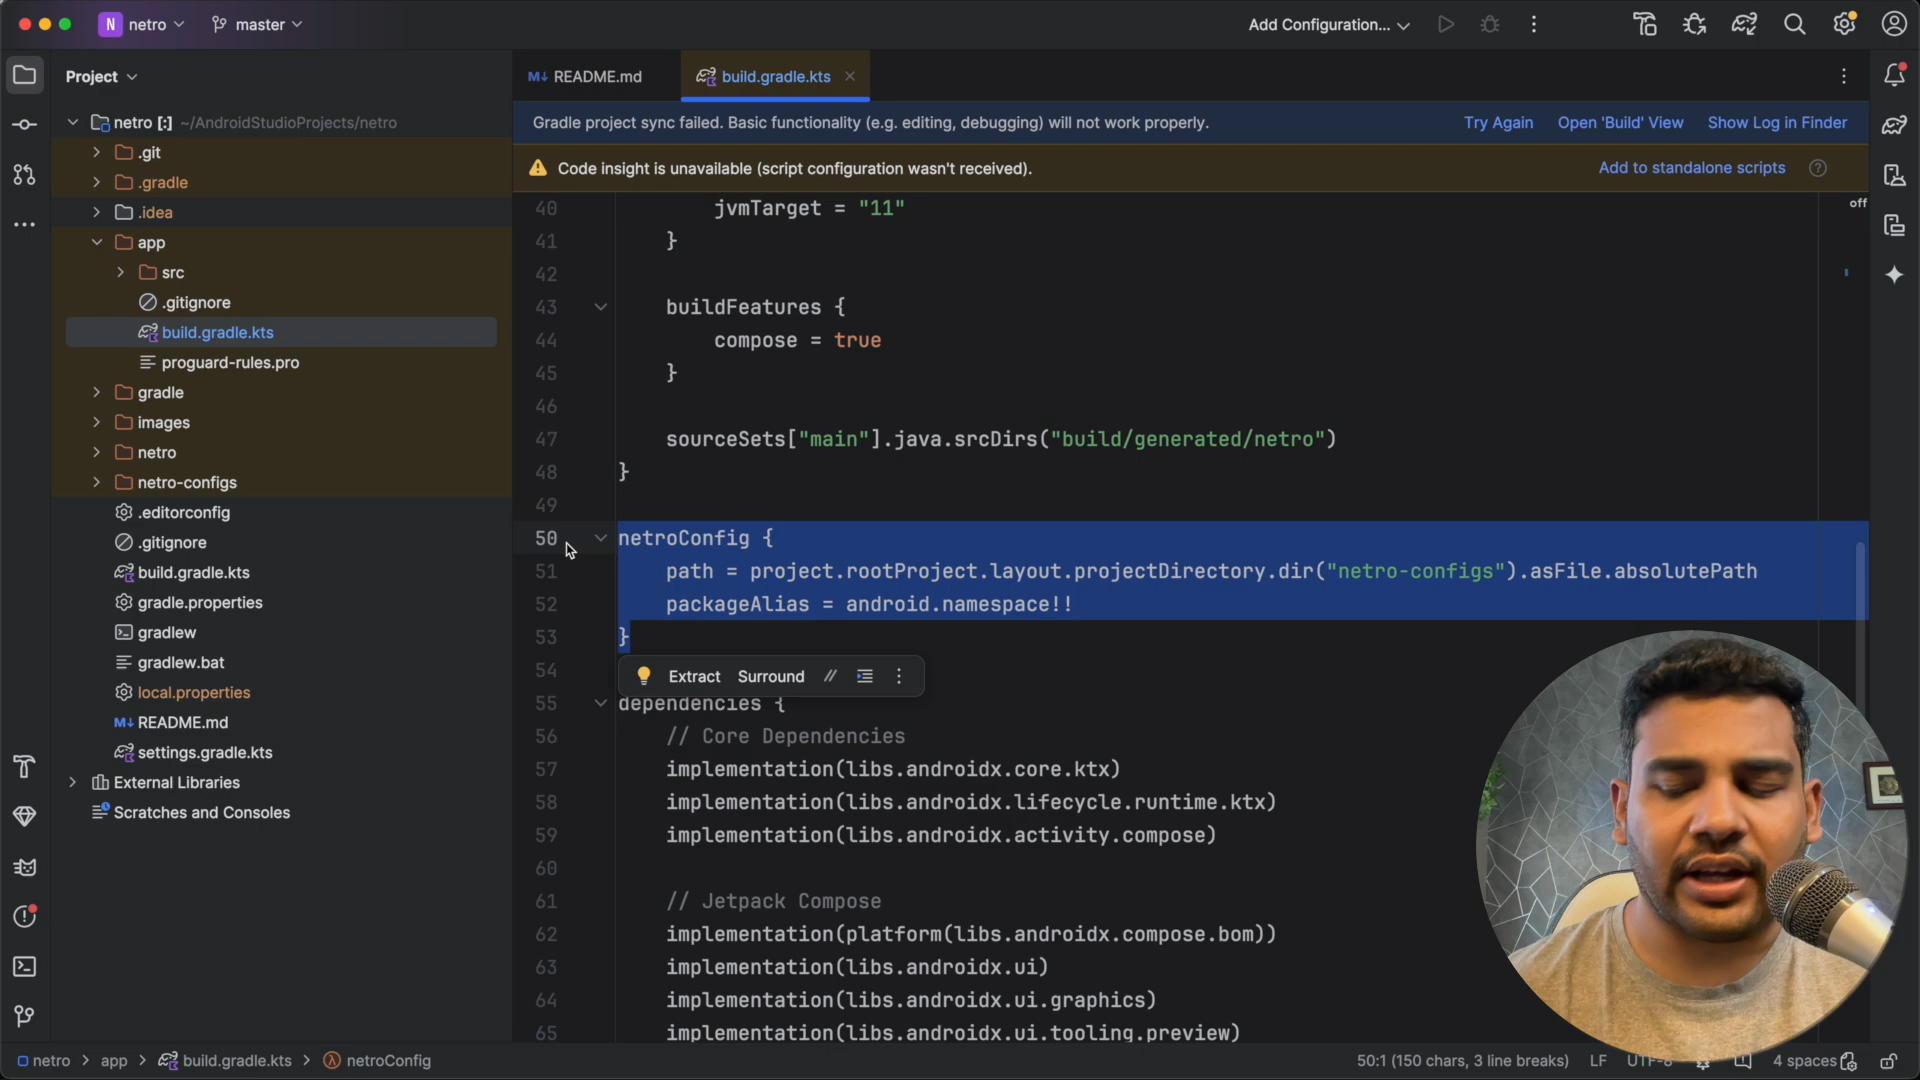 N netro master Add Configuration...
Project
M↓ README.md build.gradle.kts
netro [:] ~/AndroidStudioProjects/netro
.git
.gradle
.idea
app
src
.gitignore
build.gradle.kts
proguard-rules.pro
gradle
images
netro
netro-configs
.editorconfig
.gitignore
build.gradle.kts
gradle.properties
gradlew
gradlew.bat
local.properties
M↓ README.md
settings.gradle.kts
External Libraries
Scratches and Consoles
Gradle project sync failed. Basic functionality (e.g. editing, debugging) will not work properly. Try Again Open 'Build' View Show Log in Finder
Code insight is unavailable (script configuration wasn't received). Add to standalone scripts
off
40 jvmTarget = "11"
41 }
42
43 buildFeatures {
44 compose = true
45 }
46
47 sourceSets["main"].java.srcDirs("build/generated/netro")
48 }
49
50 netroConfig {
51 path = project.rootProject.layout.projectDirectory.dir("netro-configs").asFile.absolutePath
52 packageAlias = android.namespace!!
53 }
54
Extract Surround //
55 dependencies {
56 // Core Dependencies
57 implementation(libs.androidx.core.ktx)
58 implementation(libs.androidx.lifecycle.runtime.ktx)
59 implementation(libs.androidx.activity.compose)
60
61 // Jetpack Compose
62 implementation(platform(libs.androidx.compose.bom))
63 implementation(libs.androidx.ui)
64 implementation(libs.androidx.ui.graphics)
65 implementation(libs.androidx.ui.tooling.preview)
netro > app > build.gradle.kts > netroConfig 50:1 (150 chars, 3 line breaks) LF UTF-8 4 spaces